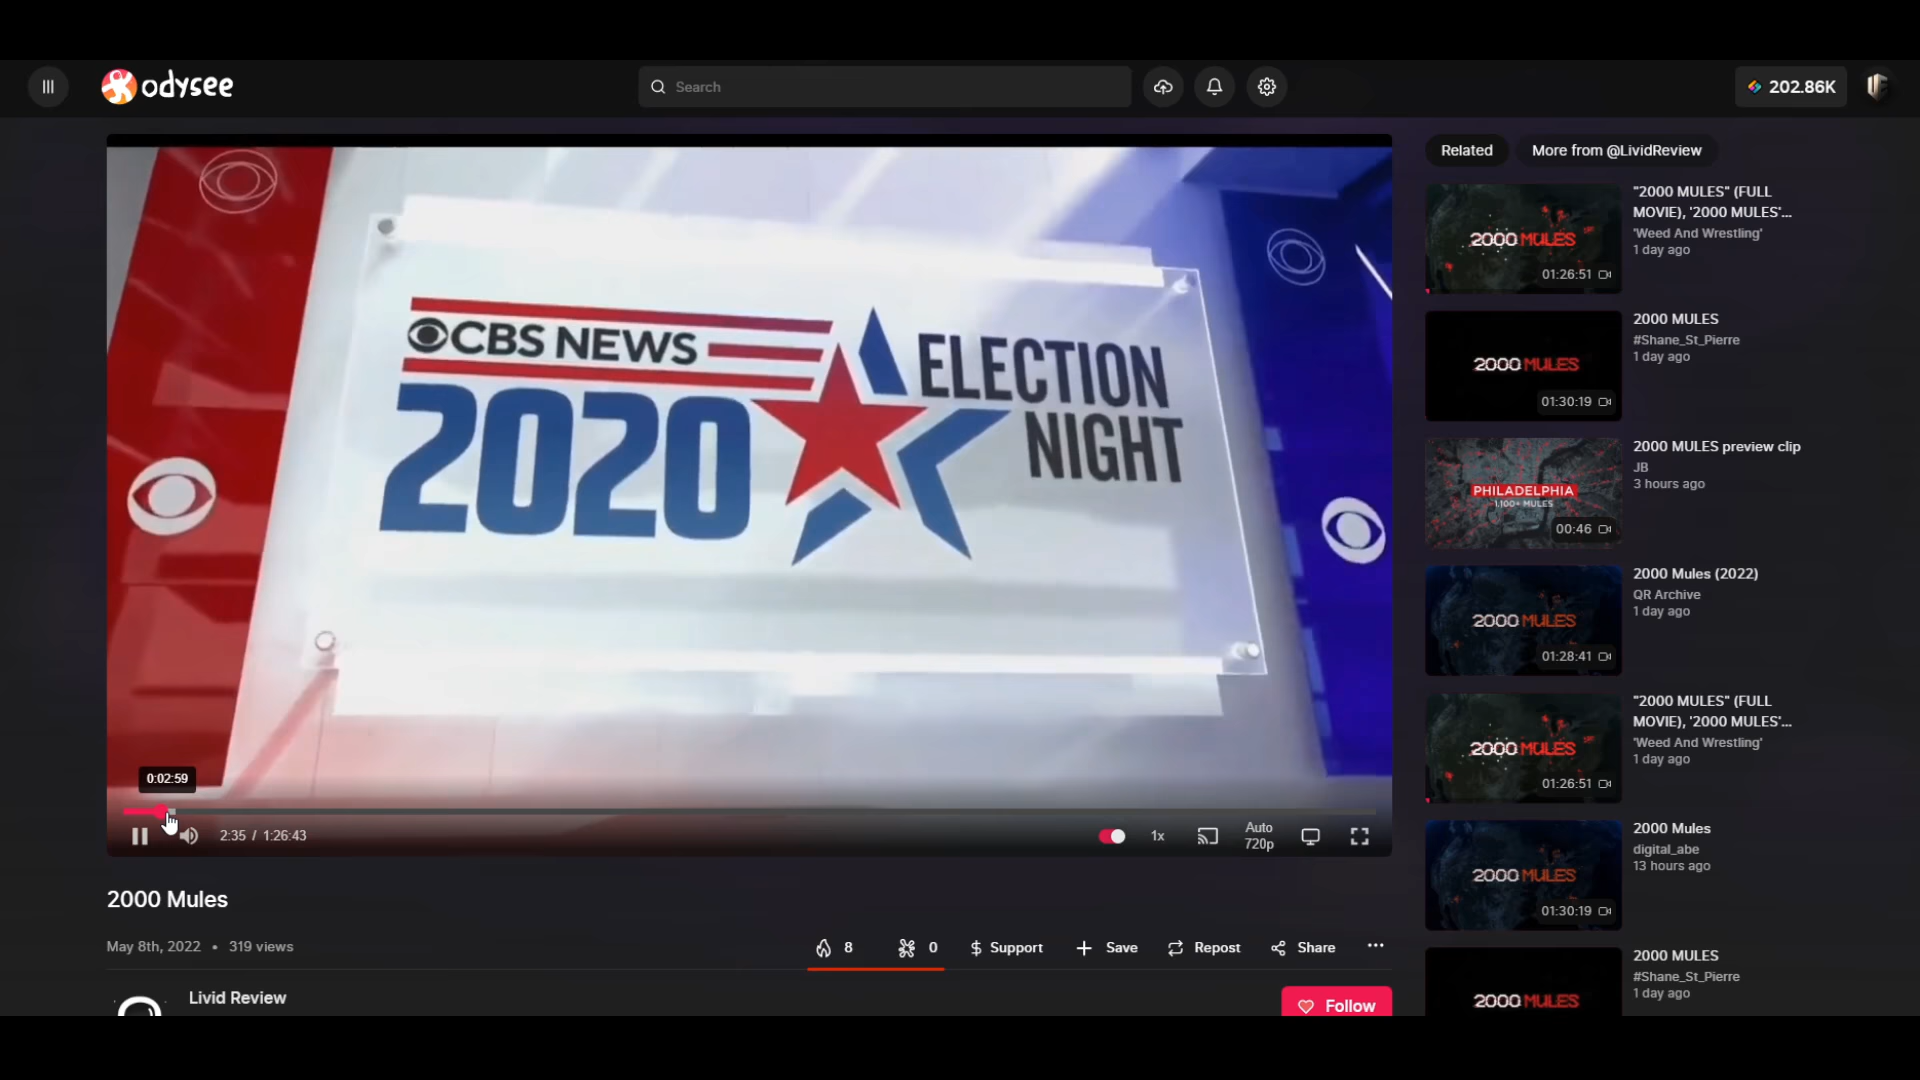 odysee
Search
202.86K
CBS NEWS
2020
ELECTION
NIGHT
0:02:59
2:35 / 1:26:43
1x
Auto
720p
2000 Mules
May 8th, 2022 • 319 views
8
0
Support
Save
Repost
Share
Livid Review
Follow
Related
More from @LividReview
2000 MULES
01:26:51
"2000 MULES" (FULL
MOVIE), '2000 MULES'...
'Weed And Wrestling'
1 day ago
2000 MULES
01:30:19
2000 MULES
#Shane_St_Pierre
1 day ago
PHILADELPHIA
1,100+ MULES
00:46
2000 MULES preview clip
JB
3 hours ago
2000 MULES
01:28:41
2000 Mules (2022)
QR Archive
1 day ago
2000 MULES
01:26:51
"2000 MULES" (FULL
MOVIE), '2000 MULES'...
'Weed And Wrestling'
1 day ago
2000 MULES
01:30:19
2000 Mules
digital_abe
13 hours ago
2000 MULES
2000 MULES
#Shane_St_Pierre
1 day ago